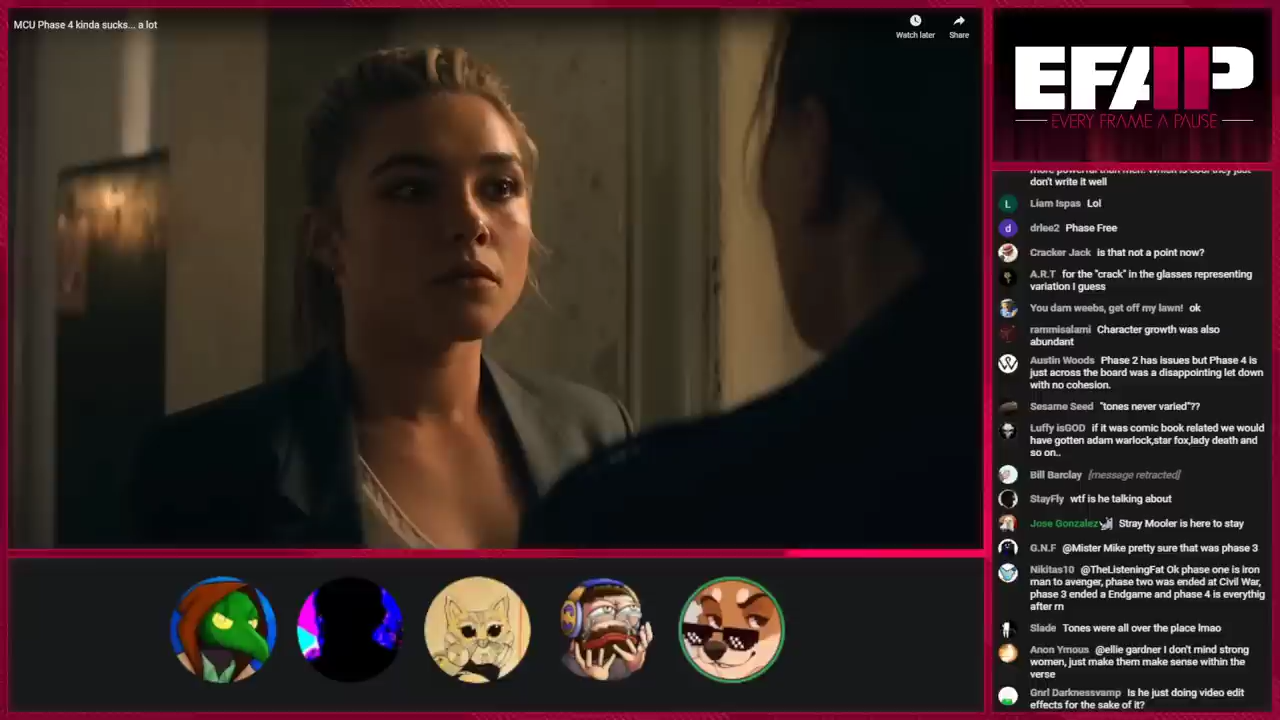 MCU Phase 4 kinda sucks... a lot
Watch later
Share
EFAP
EVERY FRAME A PAUSE
don't write it well
L
Liam Ispas Lol
d
drlee2 Phase Free
Cracker Jack is that not a point now?
A.R.T for the "crack" in the glasses representing
variation I guess
You dam weebs, get off my lawn! ok
rammisalami Character growth was also
abundant
Austin Woods Phase 2 has issues but Phase 4 is
just across the board was a disappointing let down
with no cohesion.
Sesame Seed "tones never varied"??
Luffy isGOD if it was comic book related we would
have gotten adam warlock,star fox,lady death and
so on..
Bill Barclay [message retracted]
StayFly wtf is he talking about
Jose Gonzalez Stray Mooler is here to stay
G.N.F @Mister Mike pretty sure that was phase 3
Nikitas10 @TheListeningFat Ok phase one is iron
man to avenger, phase two was ended at Civil War,
phase 3 ended a Endgame and phase 4 is everythig
after rn
Slade Tones were all over the place lmao
Anon Ymous @ellie gardner I don't mind strong
women, just make them make sense within the
verse
Gnrl Darknessvamp Is he just doing video edit
effects for the sake of it?